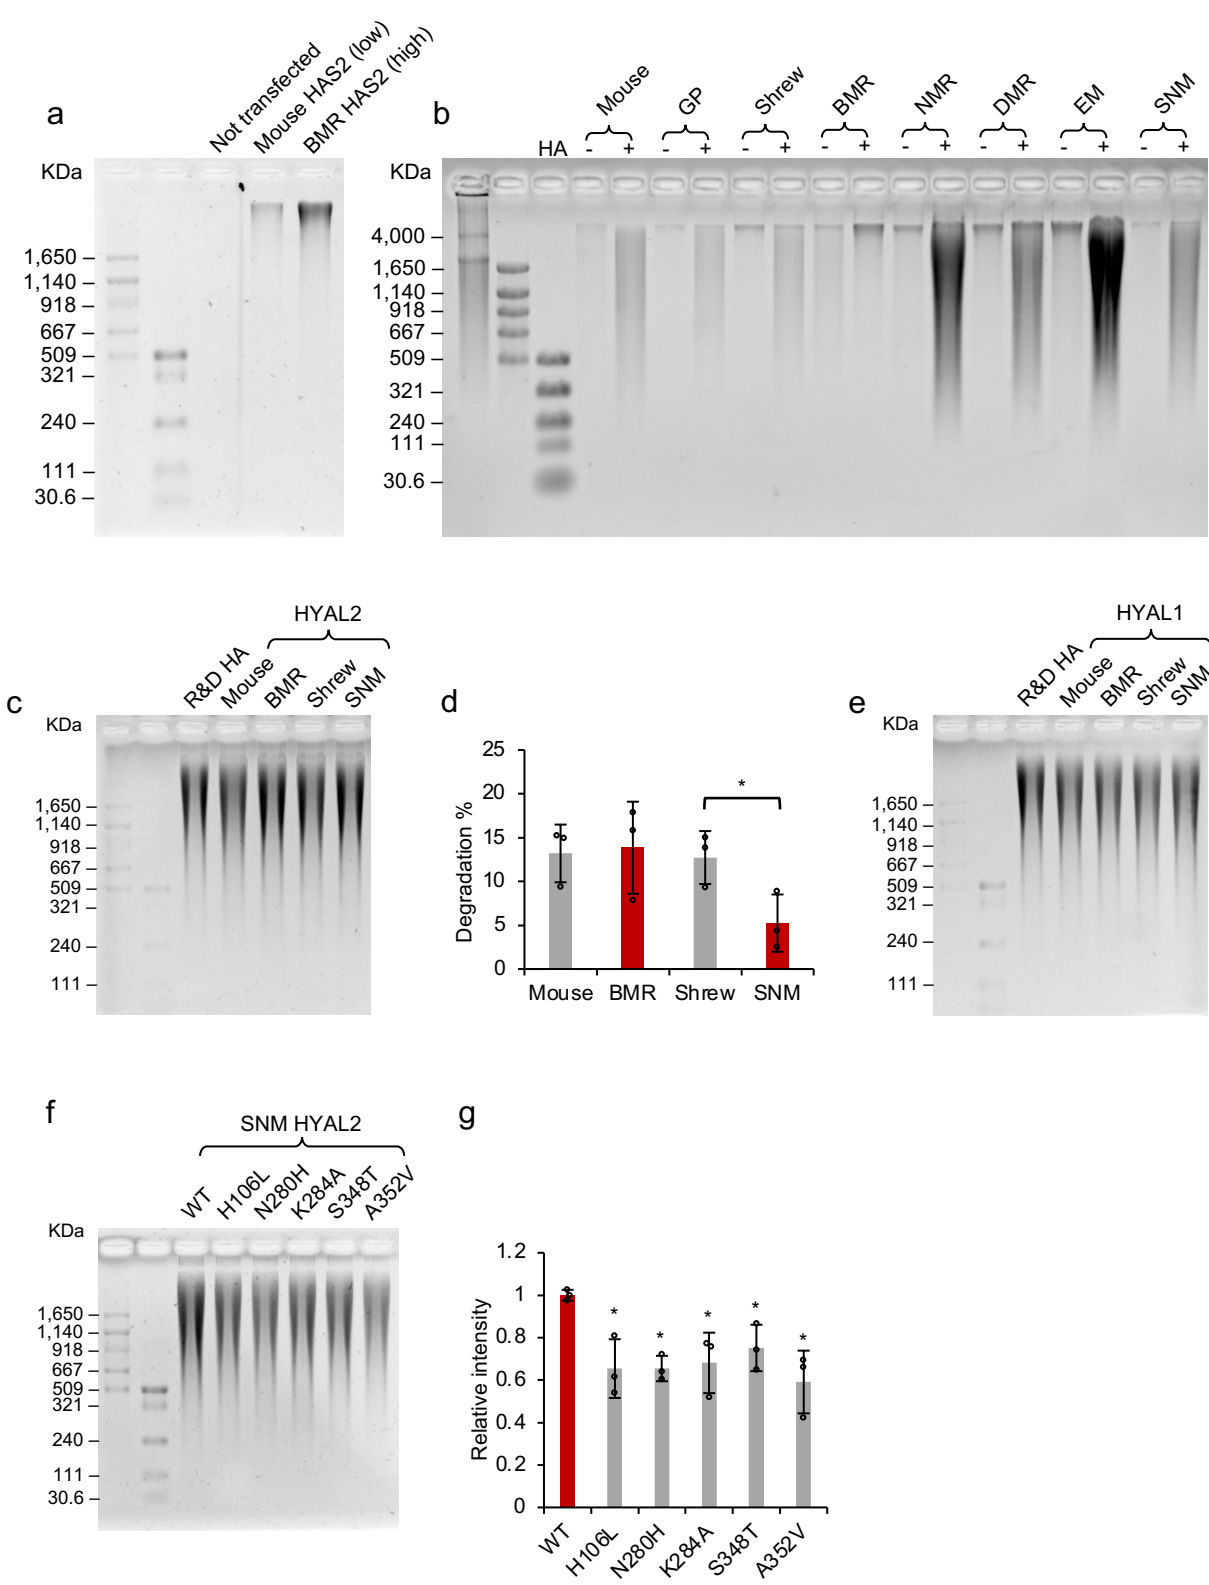 a
Not transfected
Mouse HAS2 (low)
BMR HAS2 (high)
KDa
1,650
1,140
918
667
509
321
240
111
30.6
b
Mouse
GP
Shrew
BMR
NMR
DMR
EM
SNM
HA - + - + - + - + - + - + - + - +
KDa
4,000
1,650
1,140
918
667
509
321
240
111
30.6
c
HYAL2
R&D HA
Mouse
BMR
Shrew
SNM
KDa
1,650
1,140
918
667
509
321
240
111
d
Degradation %
25
20
15
10
5
0
*
Mouse BMR Shrew SNM
e
HYAL1
R&D HA
Mouse
BMR
Shrew
SNM
KDa
1,650
1,140
918
667
509
321
240
111
f
SNM HYAL2
WT
H106L
N280H
K284A
S348T
A352V
KDa
1,650
1,140
918
667
509
321
240
111
30.6
g
Relative intensity
1.2
1
0.8
0.6
0.4
0.2
0
* * * * *
WT
H106L
N280H
K284A
S348T
A352V